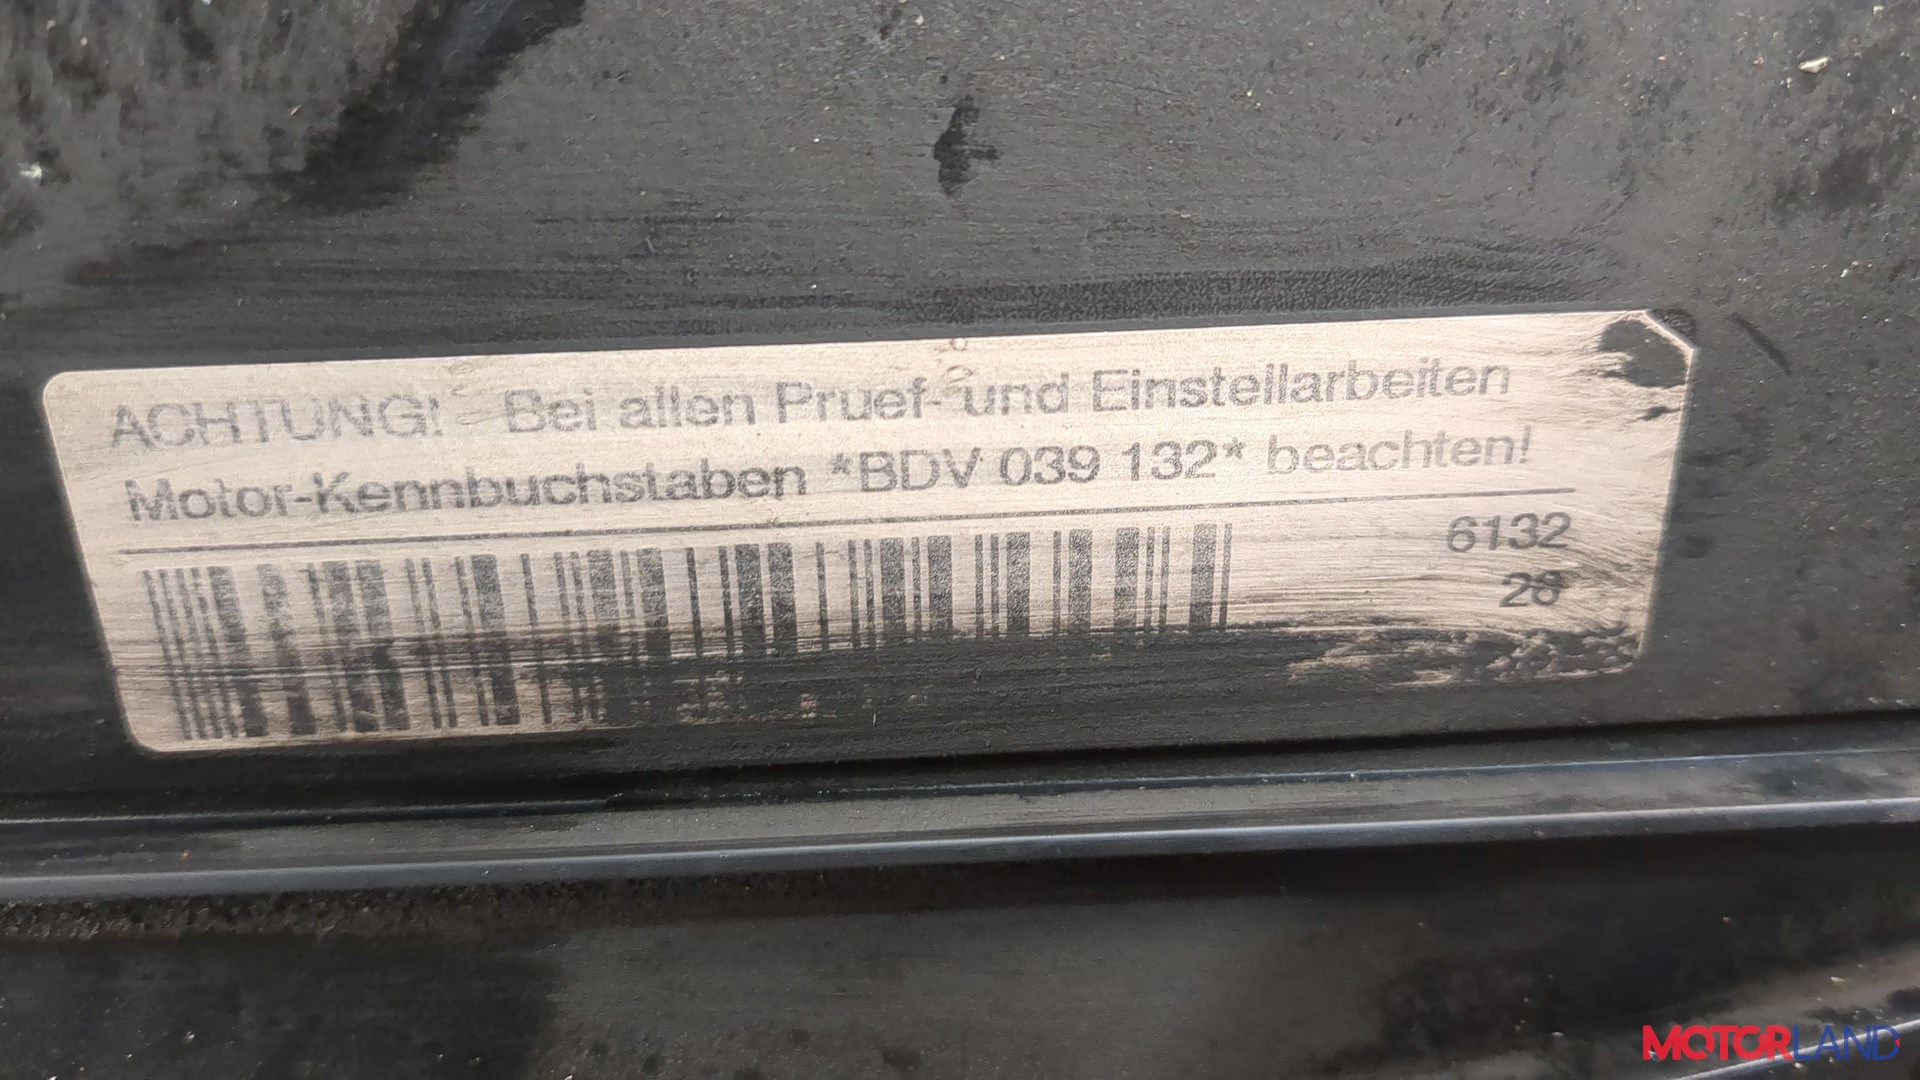 ACHTUNG! Bei allen Pruef- und Einstellarbeiten
Motor-Kennbuchstaben *BDV 039 132* beachten!
6132
28
MOTORLAND